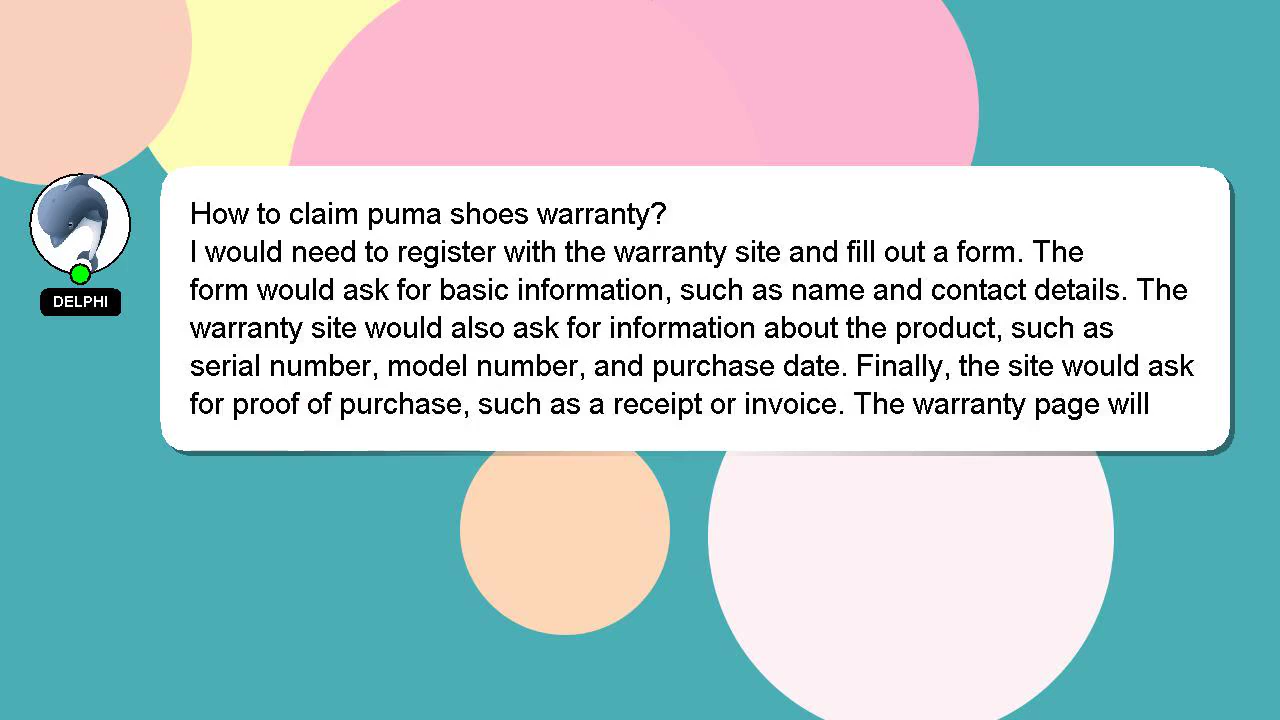 How to claim puma shoes warranty?
I would need to register with the warranty site and fill out a form. The
form would ask for basic information, such as name and contact details. The
warranty site would also ask for information about the product, such as
serial number, model number, and purchase date. Finally, the site would ask
for proof of purchase, such as a receipt or invoice. The warranty page will
DELPHI